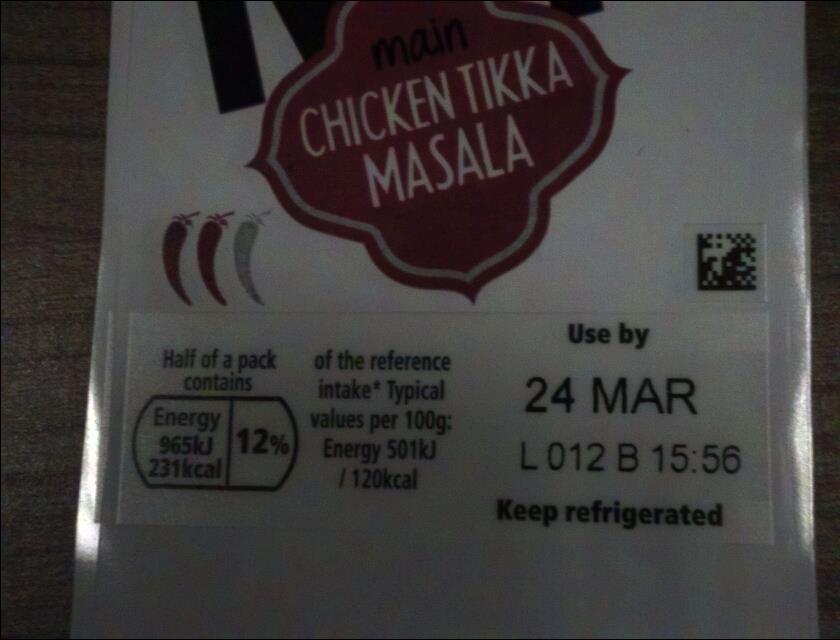 main
CHICKEN TIKKA
MASALA
Half of a pack
contains
Energy
965kJ
231kcal
12%
of the reference
intake* Typical
values per 100g:
Energy 501kJ
/ 120kcal
Use by
24 MAR
L 012 B 15:56
Keep refrigerated